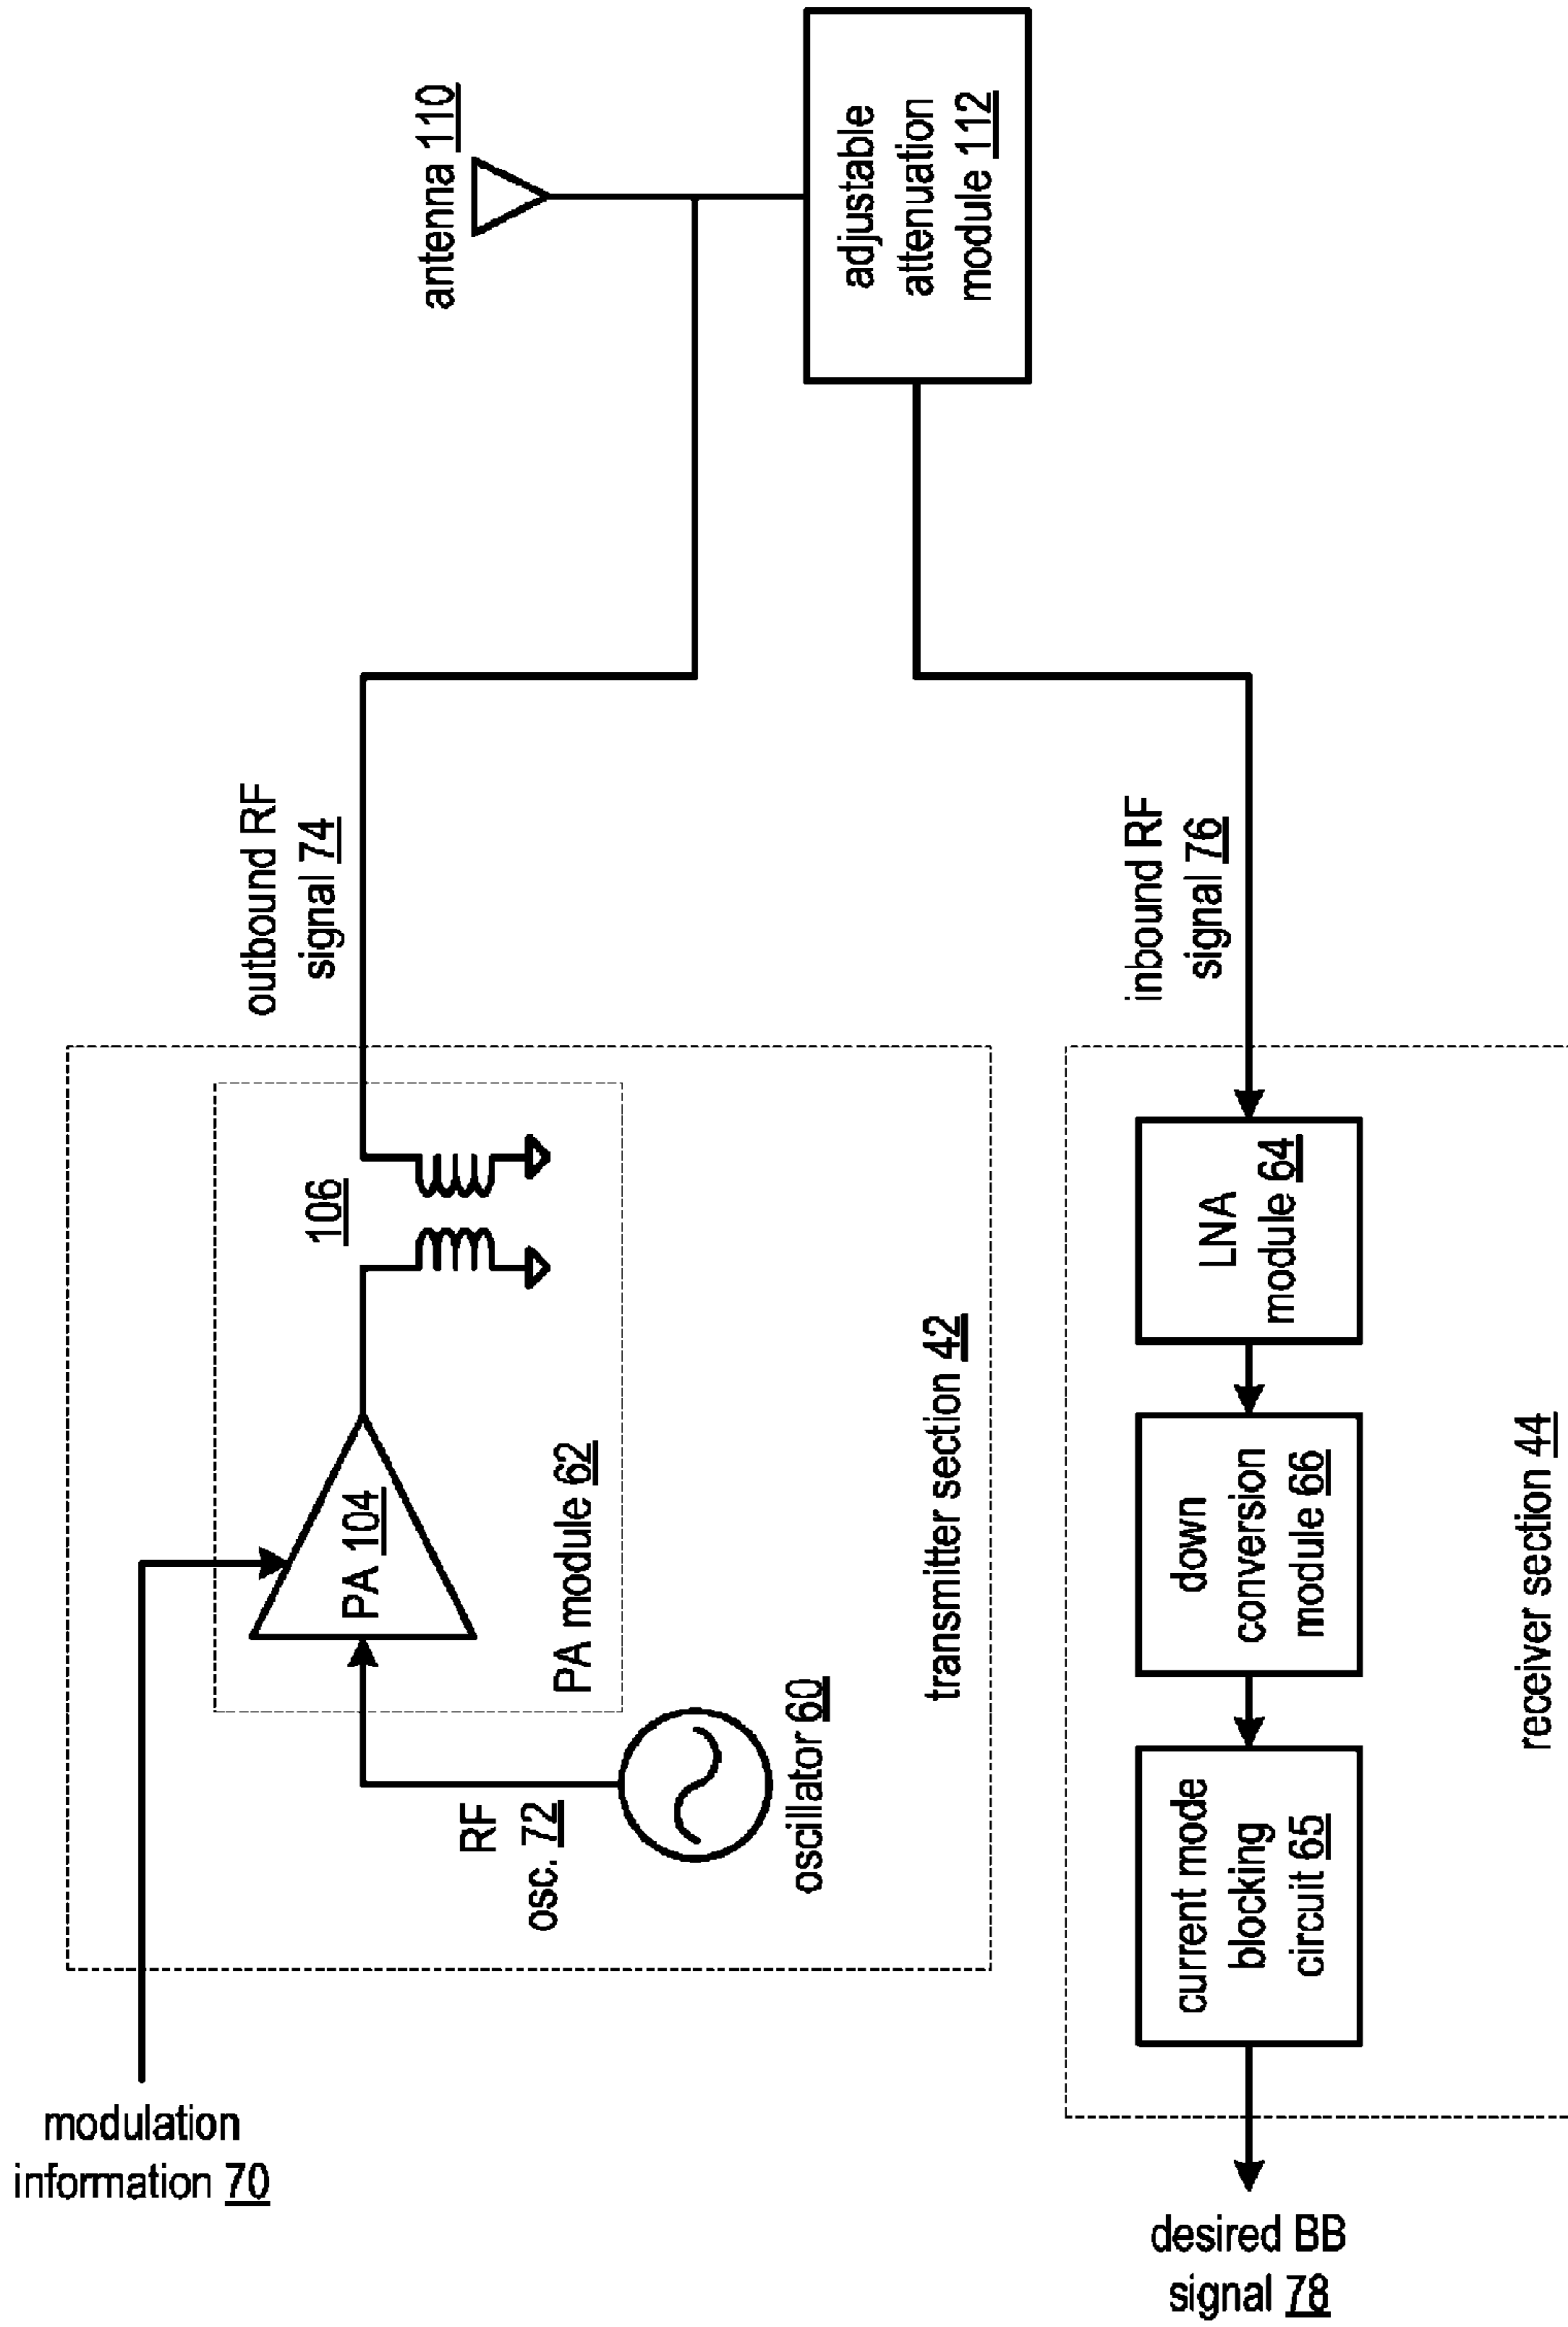 antenna 110
adjustable
attenuation
module 112
outbound RF
signal 74
inbound RF
signal 76
106
PA 104
PA module 62
RF
osc. 72
oscillator 60
transmitter section 42
LNA
module 64
down
conversion
module 66
current mode
blocking
circuit 65
receiver section 44
modulation
information 70
desired BB
signal 78